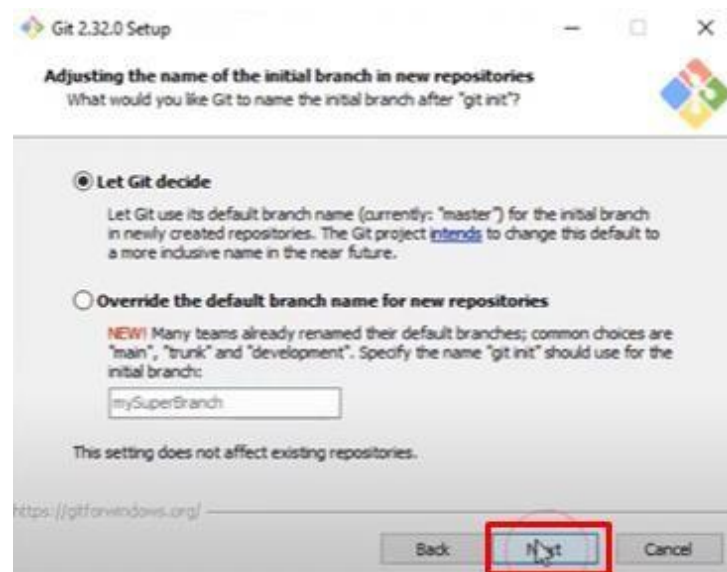 Git 2.32.0 Setup
Adjusting the name of the initial branch in new repositories
What would you like Git to name the initial branch after "git init"?
Let Git decide
Let Git use its default branch name (currently: "master") for the initial branch
in newly created repositories. The Git project intends to change this default to
a more inclusive name in the near future.
Override the default branch name for new repositories
NEW! Many teams already renamed their default branches; common choices are
"main", "trunk" and "development". Specify the name "git init" should use for the
initial branch:
mySuperBranch
This setting does not affect existing repositories.
https://gitforwindows.org/
Back Next Cancel